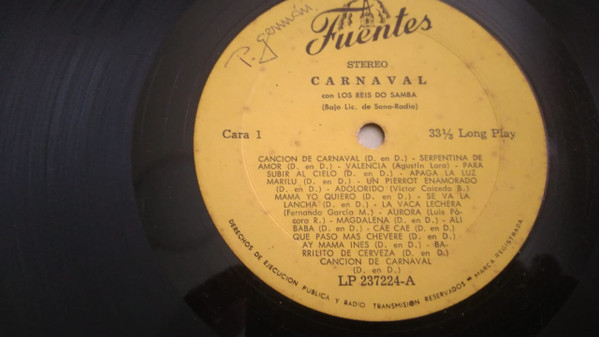 P. germán.
Fuentes
STEREO
CARNAVAL
con LOS REIS DO SAMBA
(Bajo Lic. de Sono-Radio)
Cara 1
33⅓ Long Play
CANCION DE CARNAVAL (D. en D.) - SERPENTINA DE
AMOR (D. en D.) - VALENCIA (Agustín Lara) - PARA
SUBIR AL CIELO (D. en D.) - APAGA LA LUZ
MARILU (D. en D.) - UN PIERROT ENAMORADO
(D. en D.) - ADOLORIDO (Víctor Caicedo B.)
MAMA YO QUIERO (D. en D.) - SE VA LA
LANCHA (D. en D.) - LA VACA LECHERA
(Fernando García M.) - AURORA (Luis Pá-
cora R.) - MAGDALENA (D. en D.) - ALI
BABA (D. en D.) - CAE CAE (D. en D.)
QUE PASO MAS CHEVERE (D. en D.)
AY MAMA INES (D. en D.) - BA-
RRILITO DE CERVEZA (D. en D.)
CANCION DE CARNAVAL
(D. en D.)
LP 237224-A
DERECHOS DE EJECUCION PUBLICA Y RADIO TRANSMISION RESERVADOS - MARCA REGISTRADA